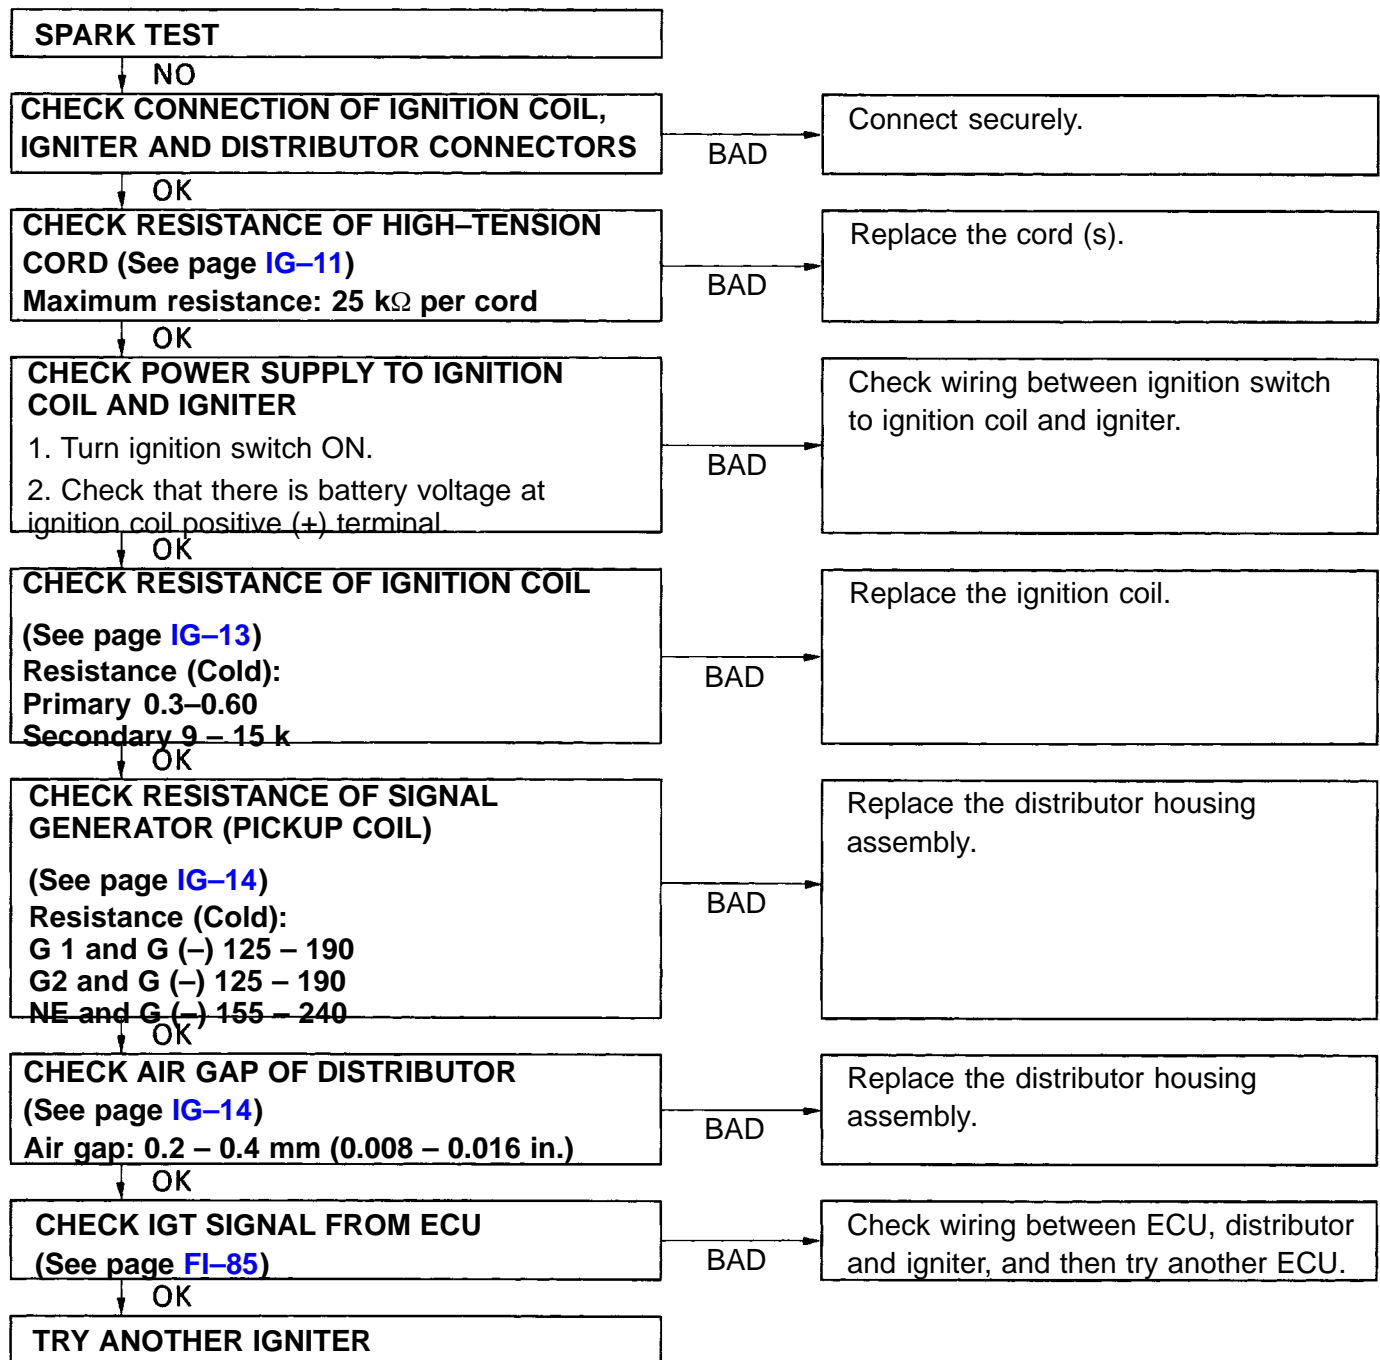 SPARK TEST
NO
CHECK CONNECTION OF IGNITION COIL,
IGNITER AND DISTRIBUTOR CONNECTORS
BAD
Connect securely.
OK
CHECK RESISTANCE OF HIGH–TENSION
CORD (See page IG–11)
Maximum resistance: 25 kΩ per cord
BAD
Replace the cord (s).
OK
CHECK POWER SUPPLY TO IGNITION
COIL AND IGNITER
1. Turn ignition switch ON.
2. Check that there is battery voltage at
ignition coil positive (+) terminal.
BAD
Check wiring between ignition switch
to ignition coil and igniter.
OK
CHECK RESISTANCE OF IGNITION COIL
(See page IG–13)
Resistance (Cold):
Primary 0.3–0.60
Secondary 9 – 15 k
BAD
Replace the ignition coil.
OK
CHECK RESISTANCE OF SIGNAL
GENERATOR (PICKUP COIL)
(See page IG–14)
Resistance (Cold):
G 1 and G (–) 125 – 190
G2 and G (–) 125 – 190
NE and G (–) 155 – 240
BAD
Replace the distributor housing
assembly.
OK
CHECK AIR GAP OF DISTRIBUTOR
(See page IG–14)
Air gap: 0.2 – 0.4 mm (0.008 – 0.016 in.)
BAD
Replace the distributor housing
assembly.
OK
CHECK IGT SIGNAL FROM ECU
(See page FI–85)
BAD
Check wiring between ECU, distributor
and igniter, and then try another ECU.
OK
TRY ANOTHER IGNITER